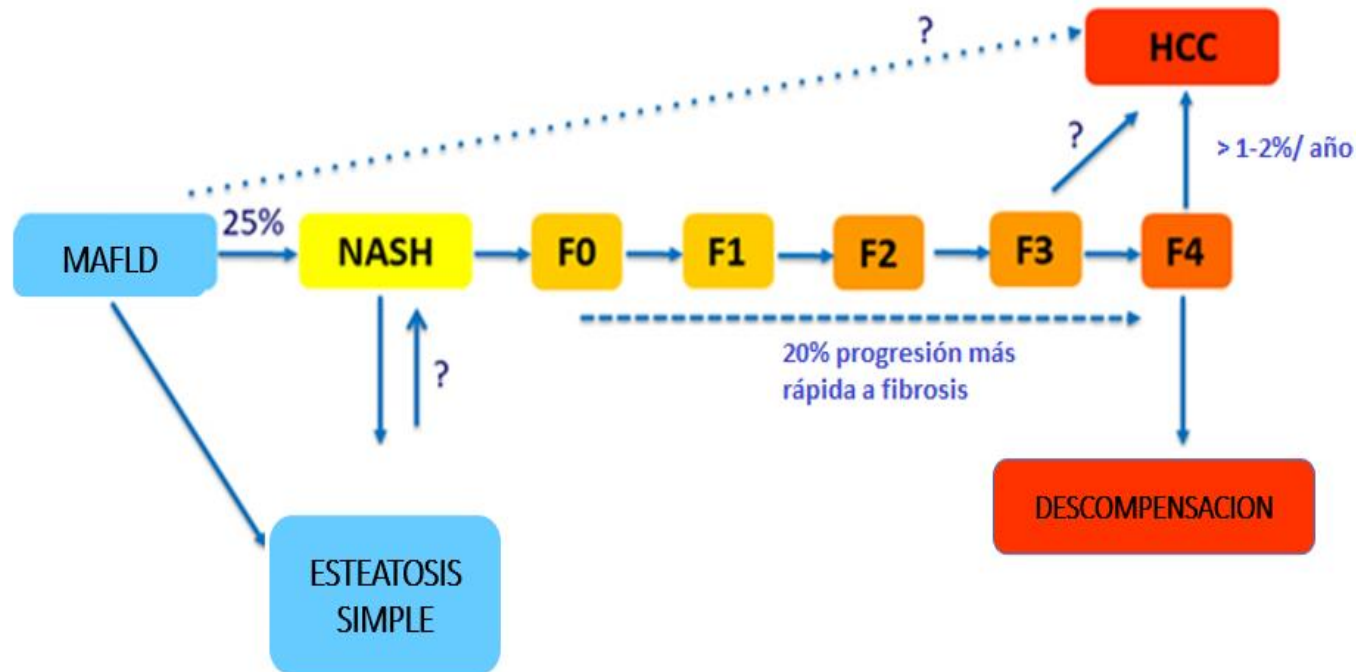 ?
HCC
?
> 1-2%/ año
25%
MAFLD
NASH
F0
F1
F2
F3
F4
?
20% progresión más
rápida a fibrosis
DESCOMPENSACION
ESTEATOSIS
SIMPLE